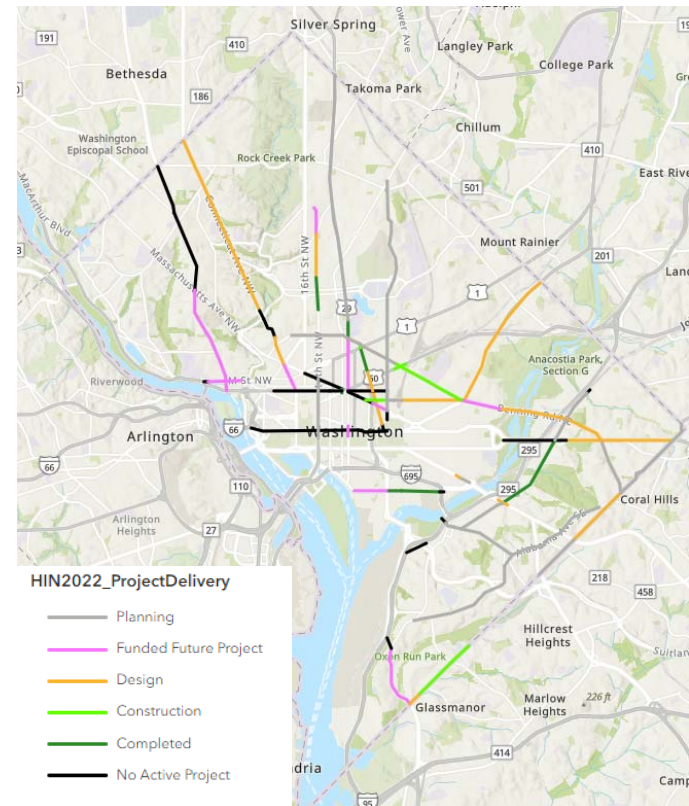 Silver Spring
Adelphi
410
Langley Park
College Park
Bethesda
191
186
Takoma Park
Washington
Episcopal School
Chillum
410
Rock Creek Park
East River
MacArthur Blvd
501
Connecticut Ave NW
16th St NW
Mount Rainier
201
Massachusetts Ave NW
1
29
1
Anacostia Park,
Section G
Riverwood
M St NW
50
Benning Rd NE
66
Washington
Arlington
295
66
695
110
295
Coral Hills
Arlington
Heights
27
Alabama Ave SE
218
458
HIN2022_ProjectDelivery
Planning
Funded Future Project
Design
Construction
Completed
No Active Project
Hillcrest
Heights
Oxon Run Park
Marlow
Heights
226 ft
Glassmanor
414
ndria
95
Camp